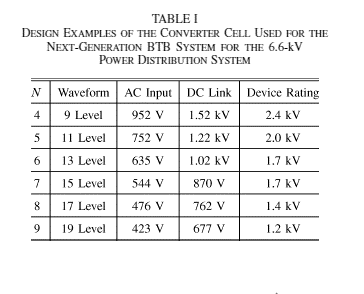 TABLE I
DESIGN EXAMPLES OF THE CONVERTER CELL USED FOR THE
NEXT-GENERATION BTB SYSTEM FOR THE 6.6-kV
POWER DISTRIBUTION SYSTEM
N Waveform AC Input DC Link Device Rating
4 9 Level 952 V 1.52 kV 2.4 kV
5 11 Level 752 V 1.22 kV 2.0 kV
6 13 Level 635 V 1.02 kV 1.7 kV
7 15 Level 544 V 870 V 1.7 kV
8 17 Level 476 V 762 V 1.4 kV
9 19 Level 423 V 677 V 1.2 kV